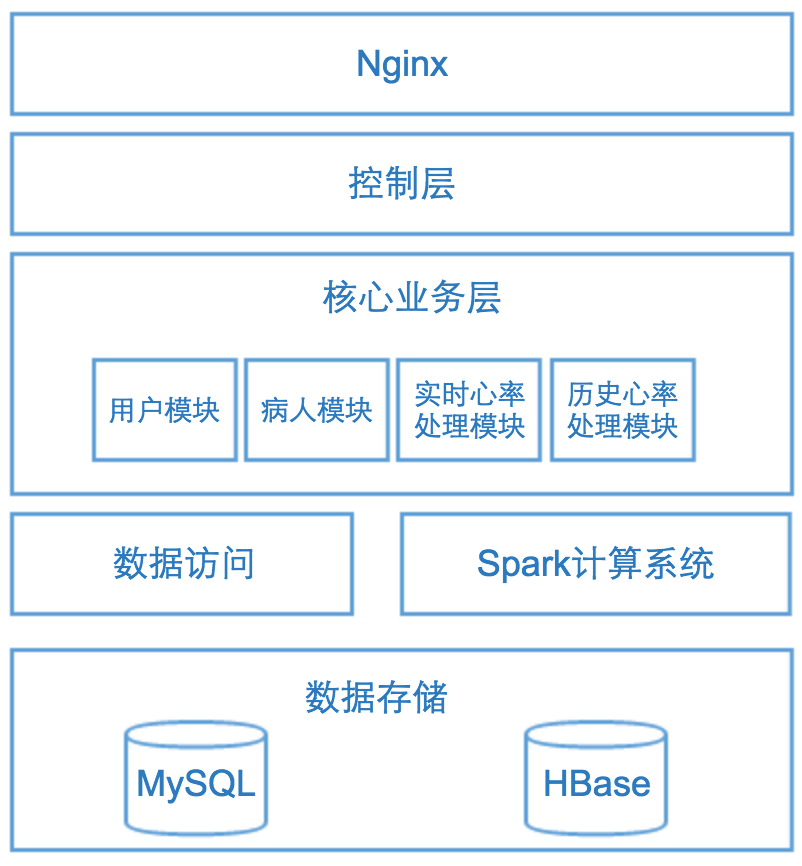 Nginx
控制层
核心业务层
用户模块
病人模块
实时心率
处理模块
历史心率
处理模块
数据访问
Spark计算系统
数据存储
MySQL
HBase